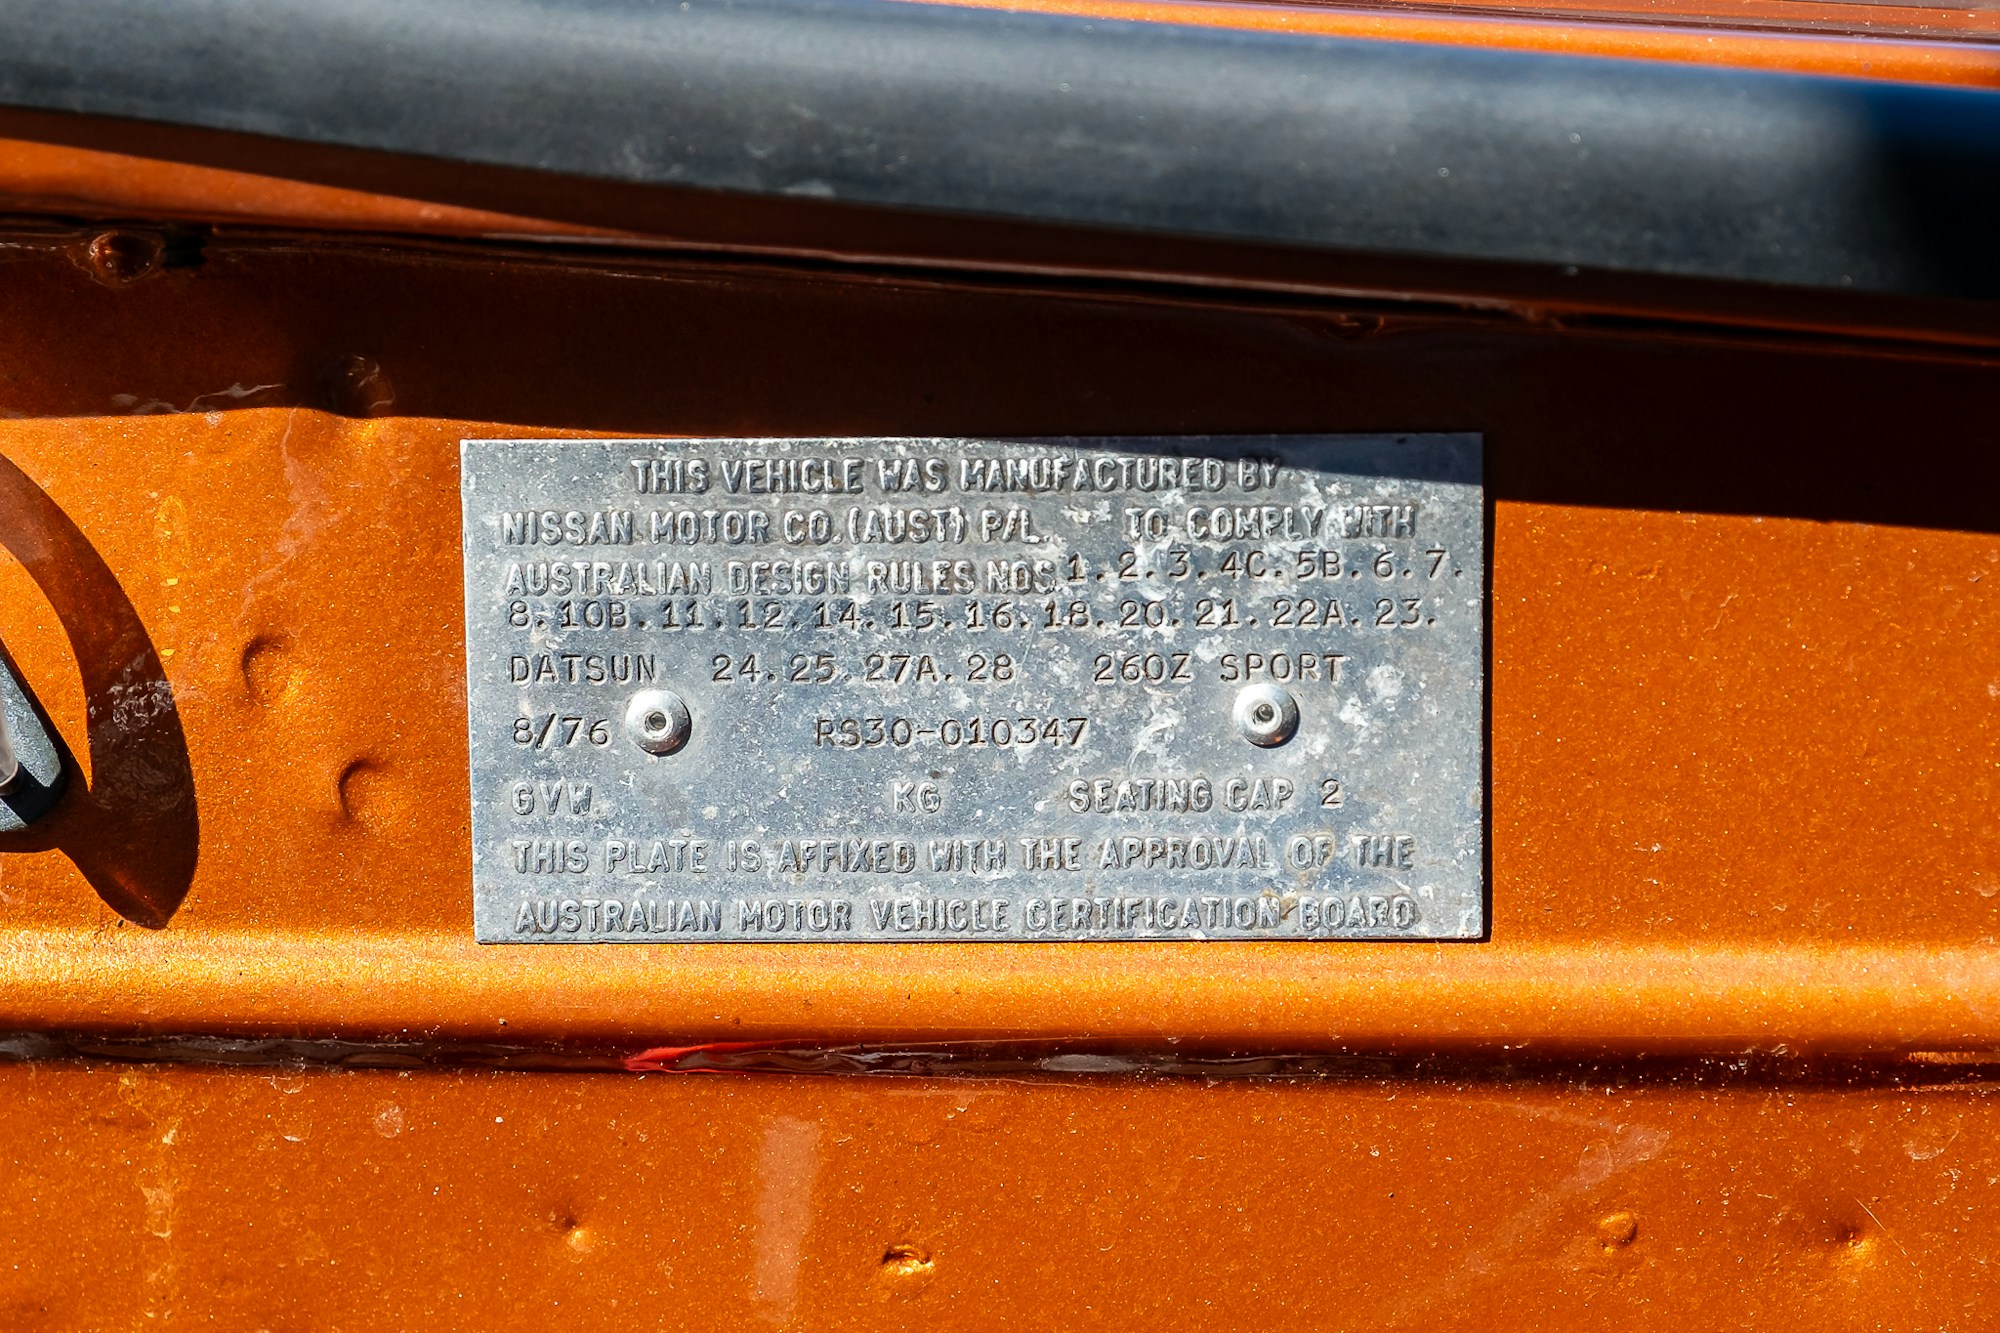 THIS VEHICLE WAS MANUFACTURED BY
NISSAN MOTOR CO. (AUST) P/L. TO COMPLY WITH
AUSTRALIAN DESIGN RULES NOS 1. 2. 3. 4C. 5B. 6. 7.
8. 10B. 11. 12. 14. 15. 16. 18. 20. 21. 22A. 23.
DATSUN 24. 25. 27A. 28 260Z SPORT
8/76 RS30-010347
GVW. KG SEATING CAP 2
THIS PLATE IS AFFIXED WITH THE APPROVAL OF THE
AUSTRALIAN MOTOR VEHICLE CERTIFICATION BOARD